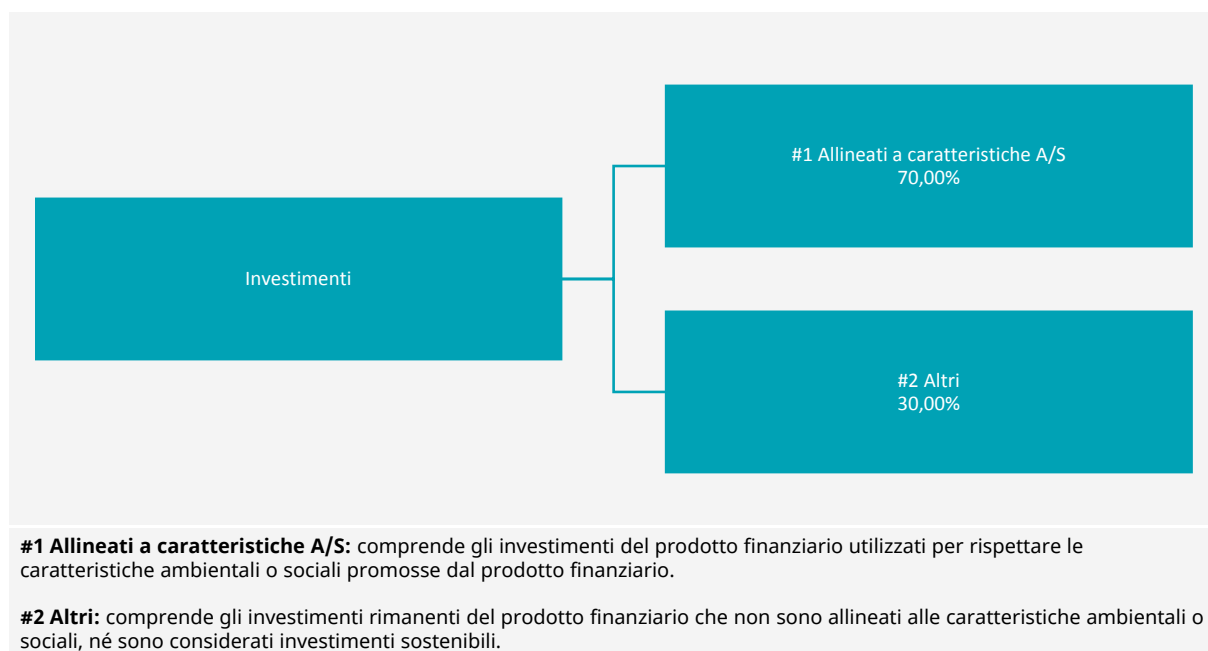 #1 Allineati a caratteristiche A/S
70,00%
Investimenti
#2 Altri
30,00%
#1 Allineati a caratteristiche A/S: comprende gli investimenti del prodotto finanziario utilizzati per rispettare le
caratteristiche ambientali o sociali promosse dal prodotto finanziario.
#2 Altri: comprende gli investimenti rimanenti del prodotto finanziario che non sono allineati alle caratteristiche ambientali o
sociali, né sono considerati investimenti sostenibili.